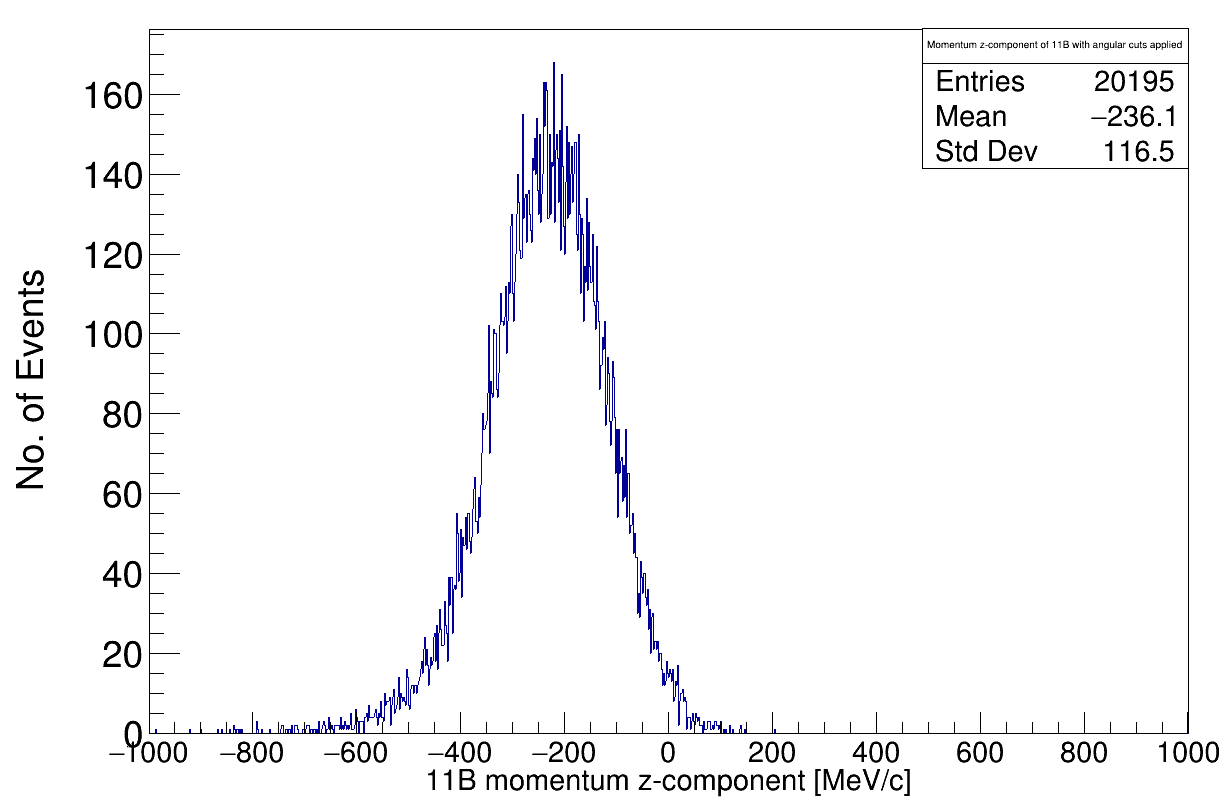 Momentum z-component of 11B with angular cuts applied
Entries 20195
Mean −236.1
Std Dev 116.5
No. of Events
160
140
120
100
80
60
40
20
0
−1000 −800 −600 −400 −200 0 200 400 600 800 1000
11B momentum z-component [MeV/c]